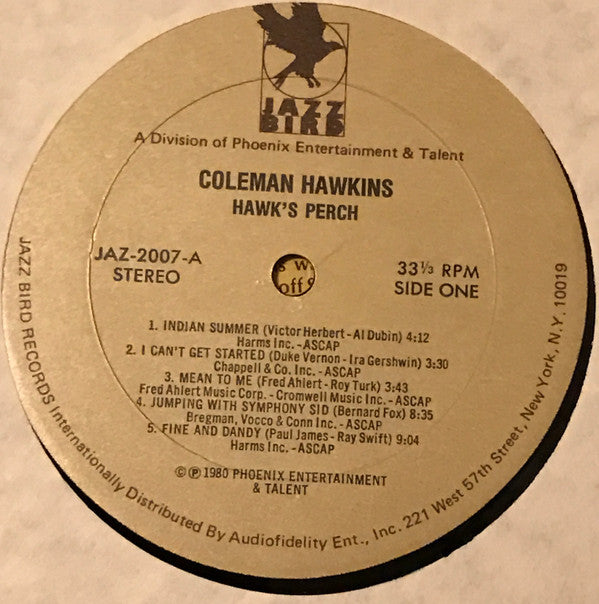 JAZZ
BIRD
A Division of Phoenix Entertainment & Talent
COLEMAN HAWKINS
HAWK'S PERCH
JAZ-2007-A
STEREO
s w
off
33⅓ RPM
SIDE ONE
1. INDIAN SUMMER (Victor Herbert - Al Dubin) 4:12
Harms Inc. - ASCAP
2. I CAN'T GET STARTED (Duke Vernon - Ira Gershwin) 3:30
Chappell & Co. Inc. - ASCAP
3. MEAN TO ME (Fred Ahlert - Roy Turk) 3:43
Fred Ahlert Music Corp. - Cromwell Music Inc. - ASCAP
4. JUMPING WITH SYMPHONY SID (Bernard Fox) 8:35
Bregman, Vocco & Conn Inc. - ASCAP
5. FINE AND DANDY (Paul James - Ray Swift) 9:04
Harms Inc. - ASCAP
© ℗ 1980 PHOENIX ENTERTAINMENT
& TALENT
JAZZ BIRD RECORDS Internationally Distributed By Audiofidelity Ent., Inc. 221 West 57th Street, New York, N.Y. 10019